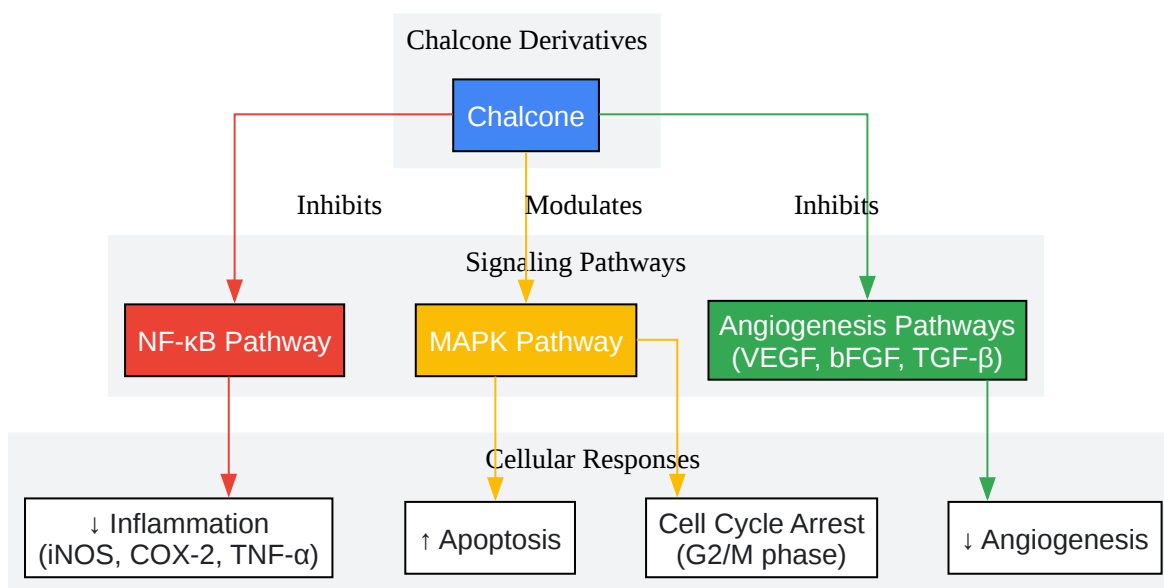 Chalcone Derivatives
Chalcone
Inhibits
Modulates
Inhibits
Signaling Pathways
NF-κB Pathway
MAPK Pathway
Angiogenesis Pathways
(VEGF, bFGF, TGF-β)
Cellular Responses
↓ Inflammation
(iNOS, COX-2, TNF-α)
↑ Apoptosis
Cell Cycle Arrest
(G2/M phase)
↓ Angiogenesis